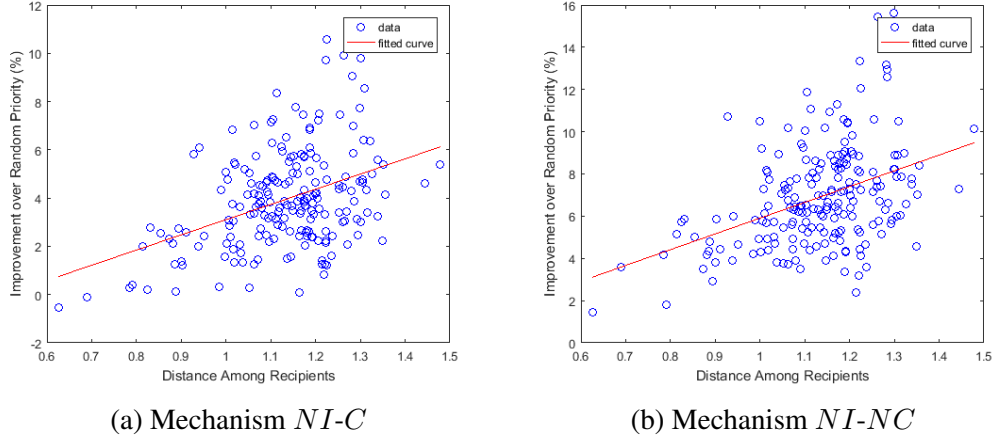 12
10
8
6
4
2
0
-2
Improvement over Random Priority (%)
data
fitted curve
0.6 0.7 0.8 0.9 1 1.1 1.2 1.3 1.4 1.5
Distance Among Recipients
(a) Mechanism NI-C
16
14
12
10
8
6
4
2
0
Improvement over Random Priority (%)
data
fitted curve
0.6 0.7 0.8 0.9 1 1.1 1.2 1.3 1.4 1.5
Distance Among Recipients
(b) Mechanism NI-NC